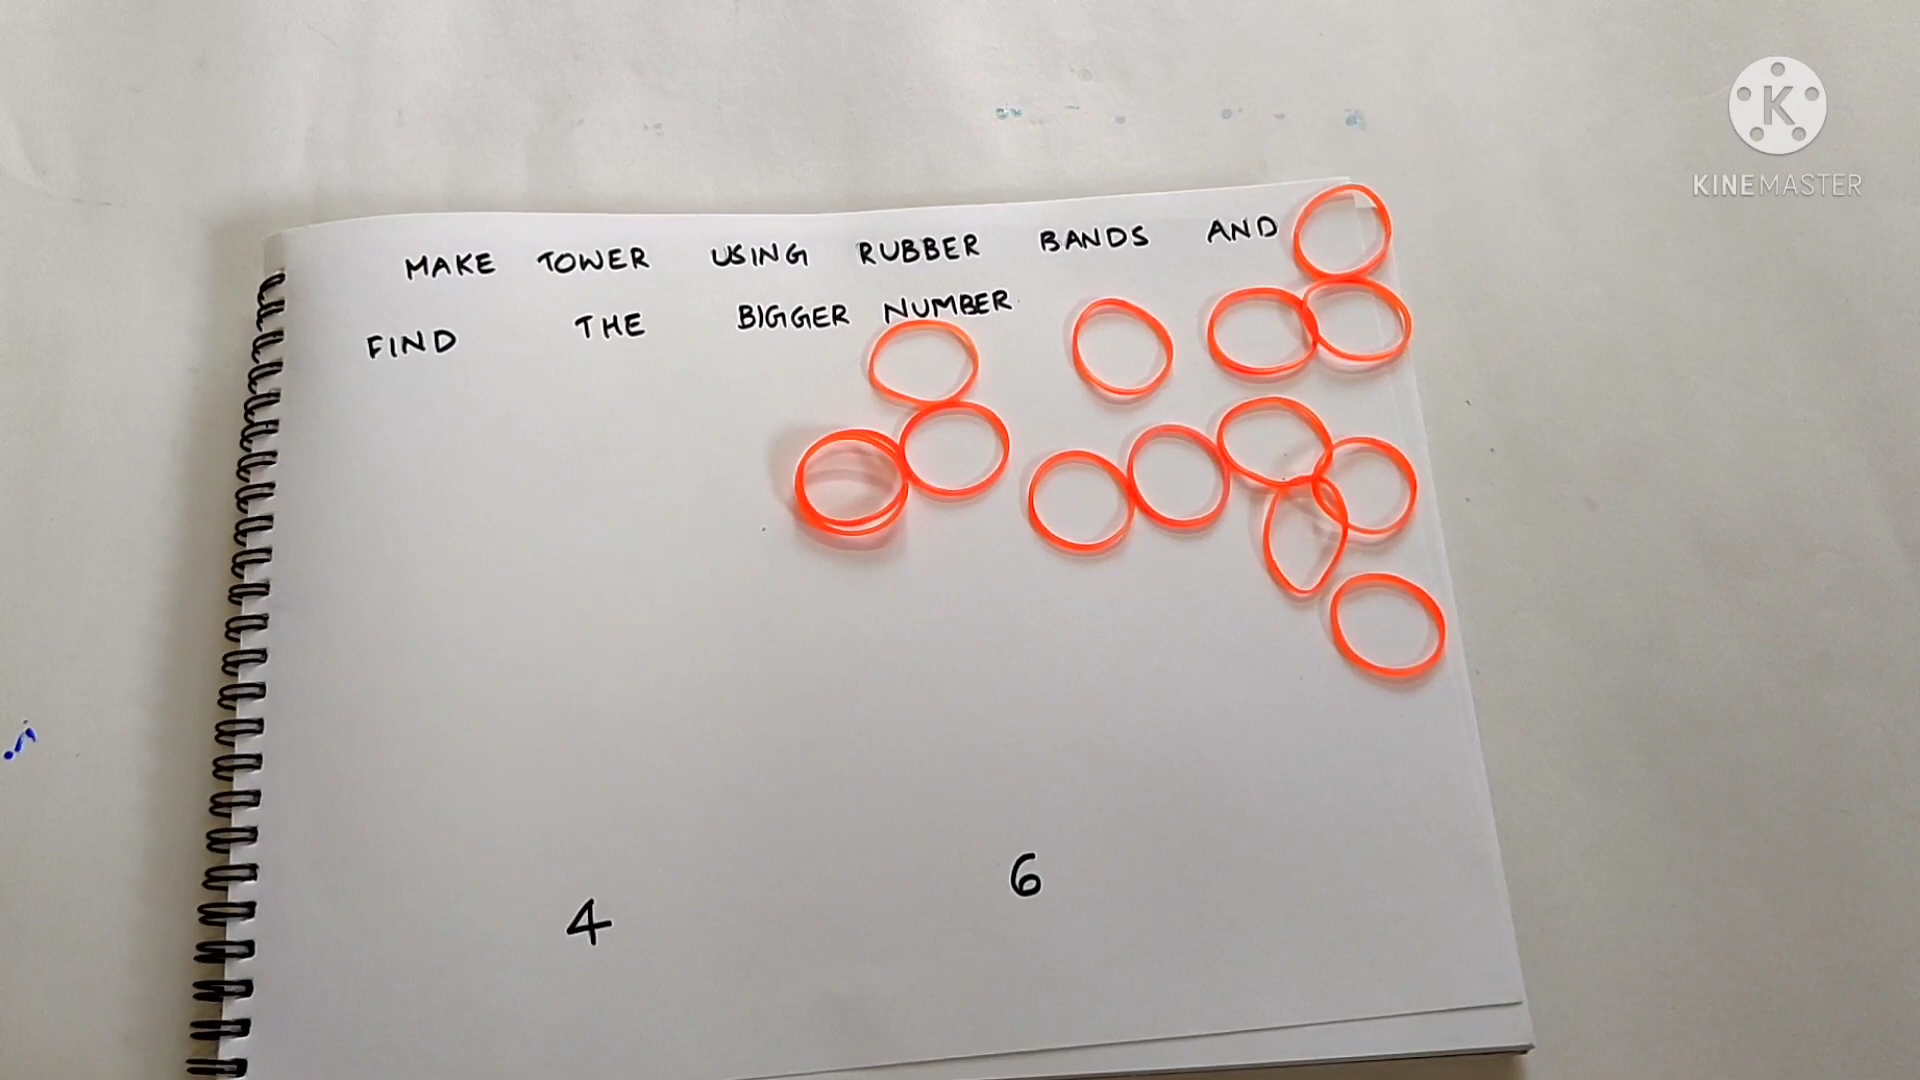 MAKE TOWER USING RUBBER BANDS AND
FIND THE BIGGER NUMBER
4 6
K
KINEMASTER